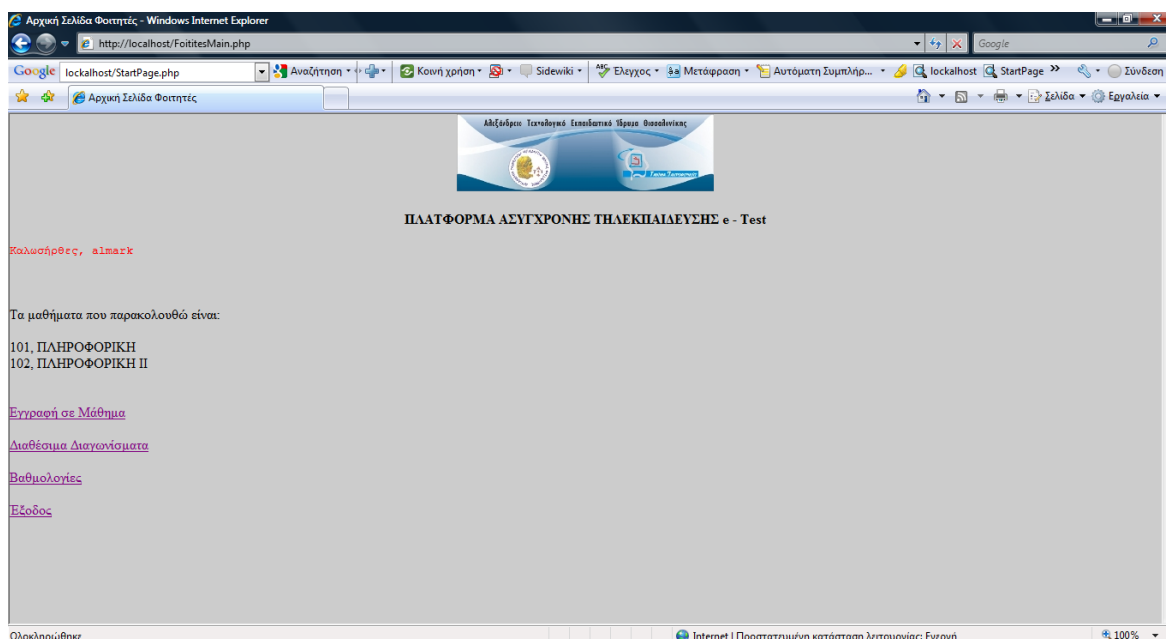 Αρχική Σελίδα Φοιτητές - Windows Internet Explorer
http://localhost/FoititesMain.php
Google
Google lockalhost/StartPage.php Αναζήτηση Κοινή χρήση Sidewiki Έλεγχος Μετάφραση Αυτόματη Συμπλήρ... lockalhost StartPage » Σύνδεση
Αρχική Σελίδα Φοιτητές Σελίδα Εργαλεία
Αλεξάνδρειο Τεχνολογικό Εκπαιδευτικό Ίδρυμα Θεσσαλονίκης
ΠΛΑΤΦΟΡΜΑ ΑΣΥΓΧΡΟΝΗΣ ΤΗΛΕΚΠΑΙΔΕΥΣΗΣ e - Test
Καλωσήρθες, almark
Τα μαθήματα που παρακολουθώ είναι:
101, ΠΛΗΡΟΦΟΡΙΚΗ
102, ΠΛΗΡΟΦΟΡΙΚΗ ΙΙ
Εγγραφή σε Μάθημα
Διαθέσιμα Διαγωνίσματα
Βαθμολογίες
Έξοδος
Ολοκληρώθηκε Internet | Προστατευμένη κατάσταση λειτουργίας: Ενεργή 100%